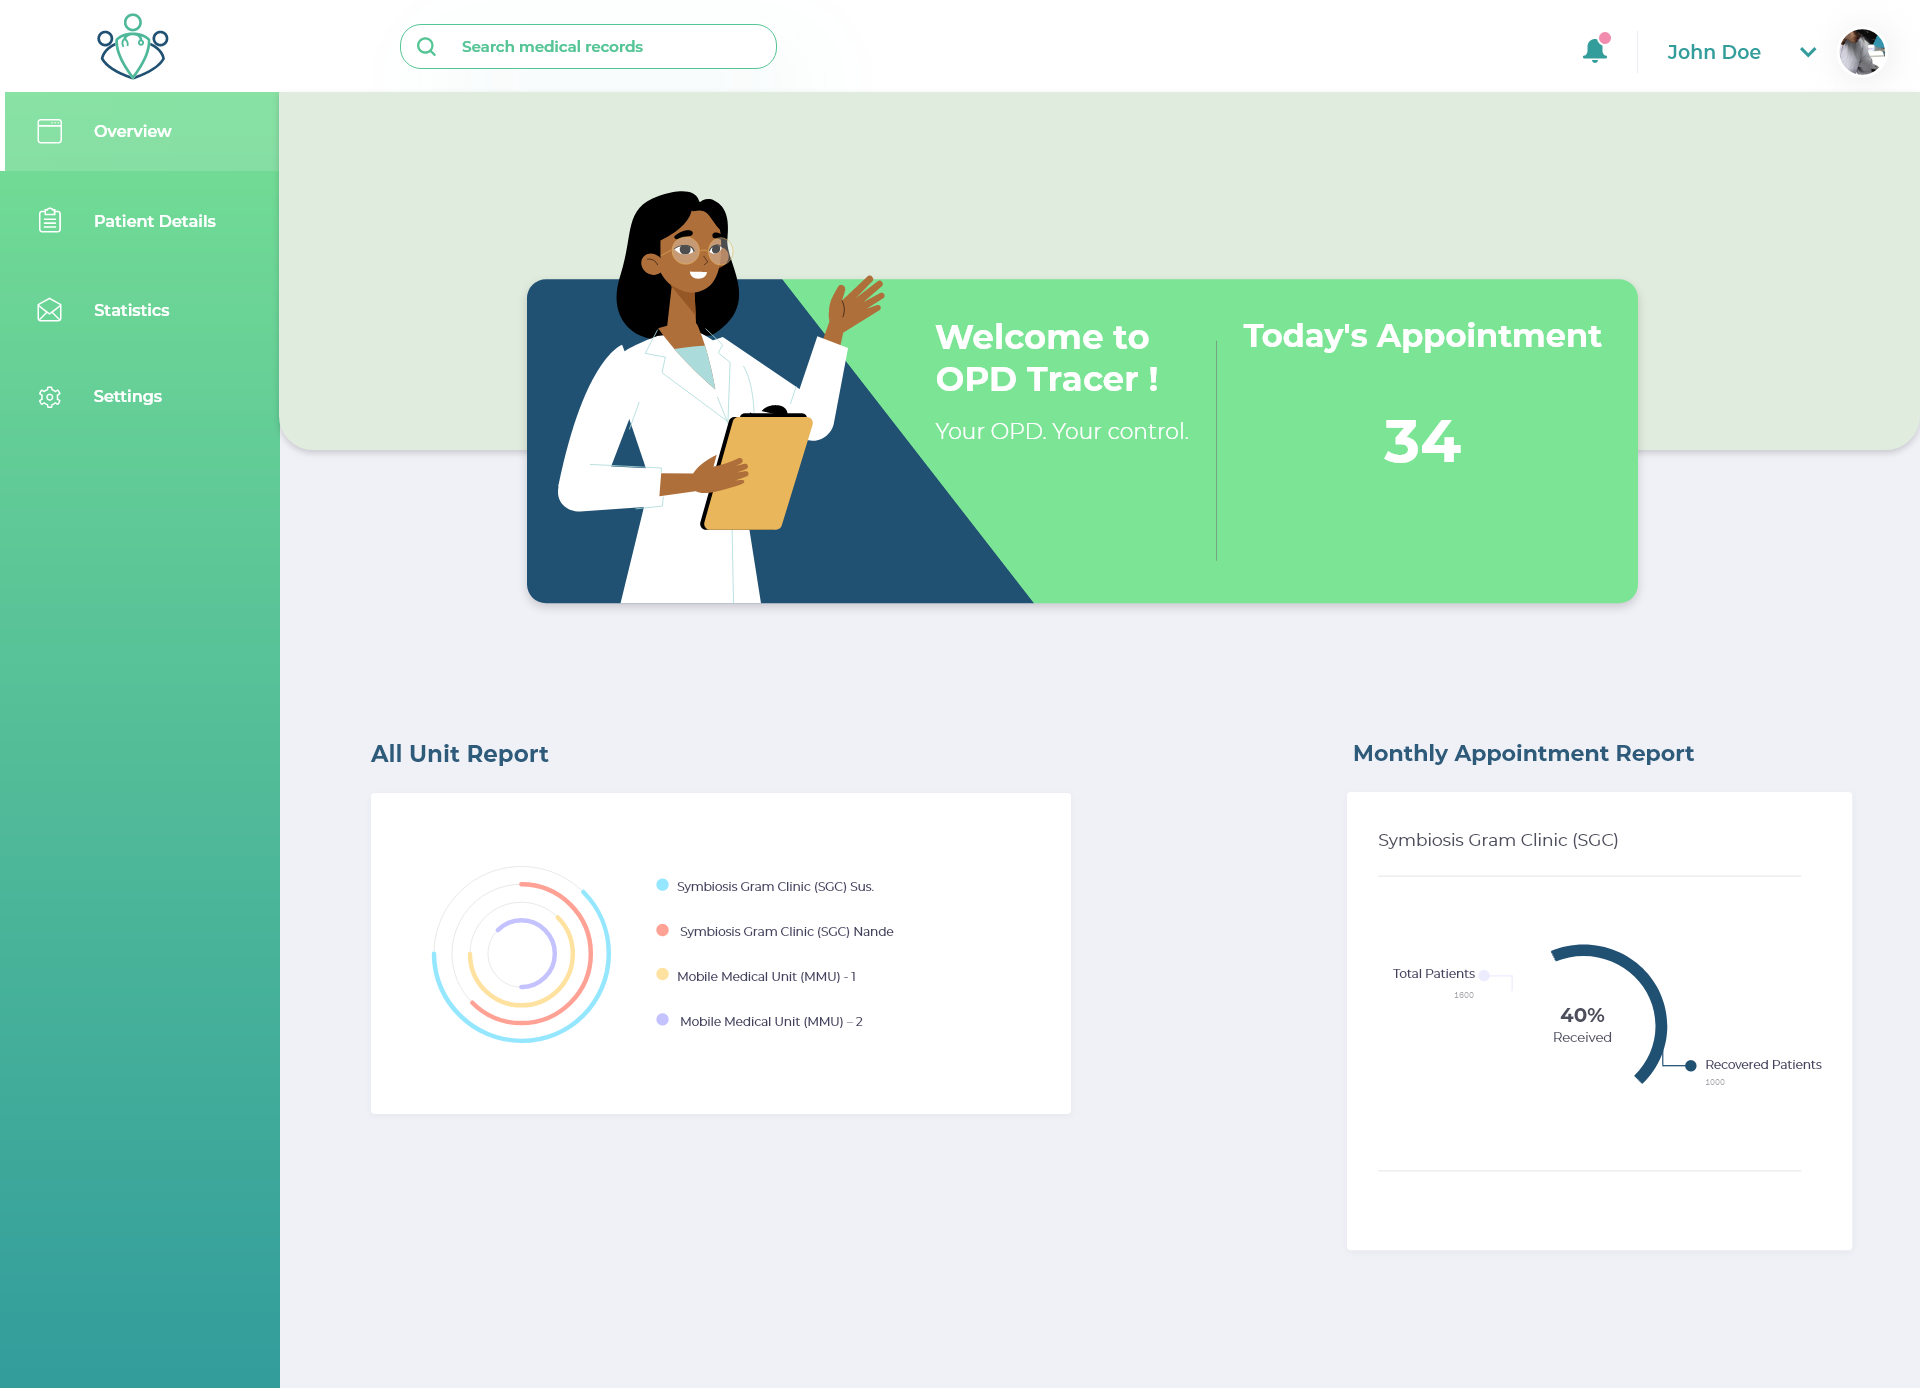 Search medical records
John Doe
Overview
Patient Details
Statistics
Settings
Welcome to
OPD Tracer !
Your OPD. Your control.
Today's Appointment
34
All Unit Report
Symbiosis Gram Clinic (SGC) Sus.
Symbiosis Gram Clinic (SGC) Nande
Mobile Medical Unit (MMU) - 1
Mobile Medical Unit (MMU) – 2
Monthly Appointment Report
Symbiosis Gram Clinic (SGC)
Total Patients
1600
40%
Received
Recovered Patients
1000